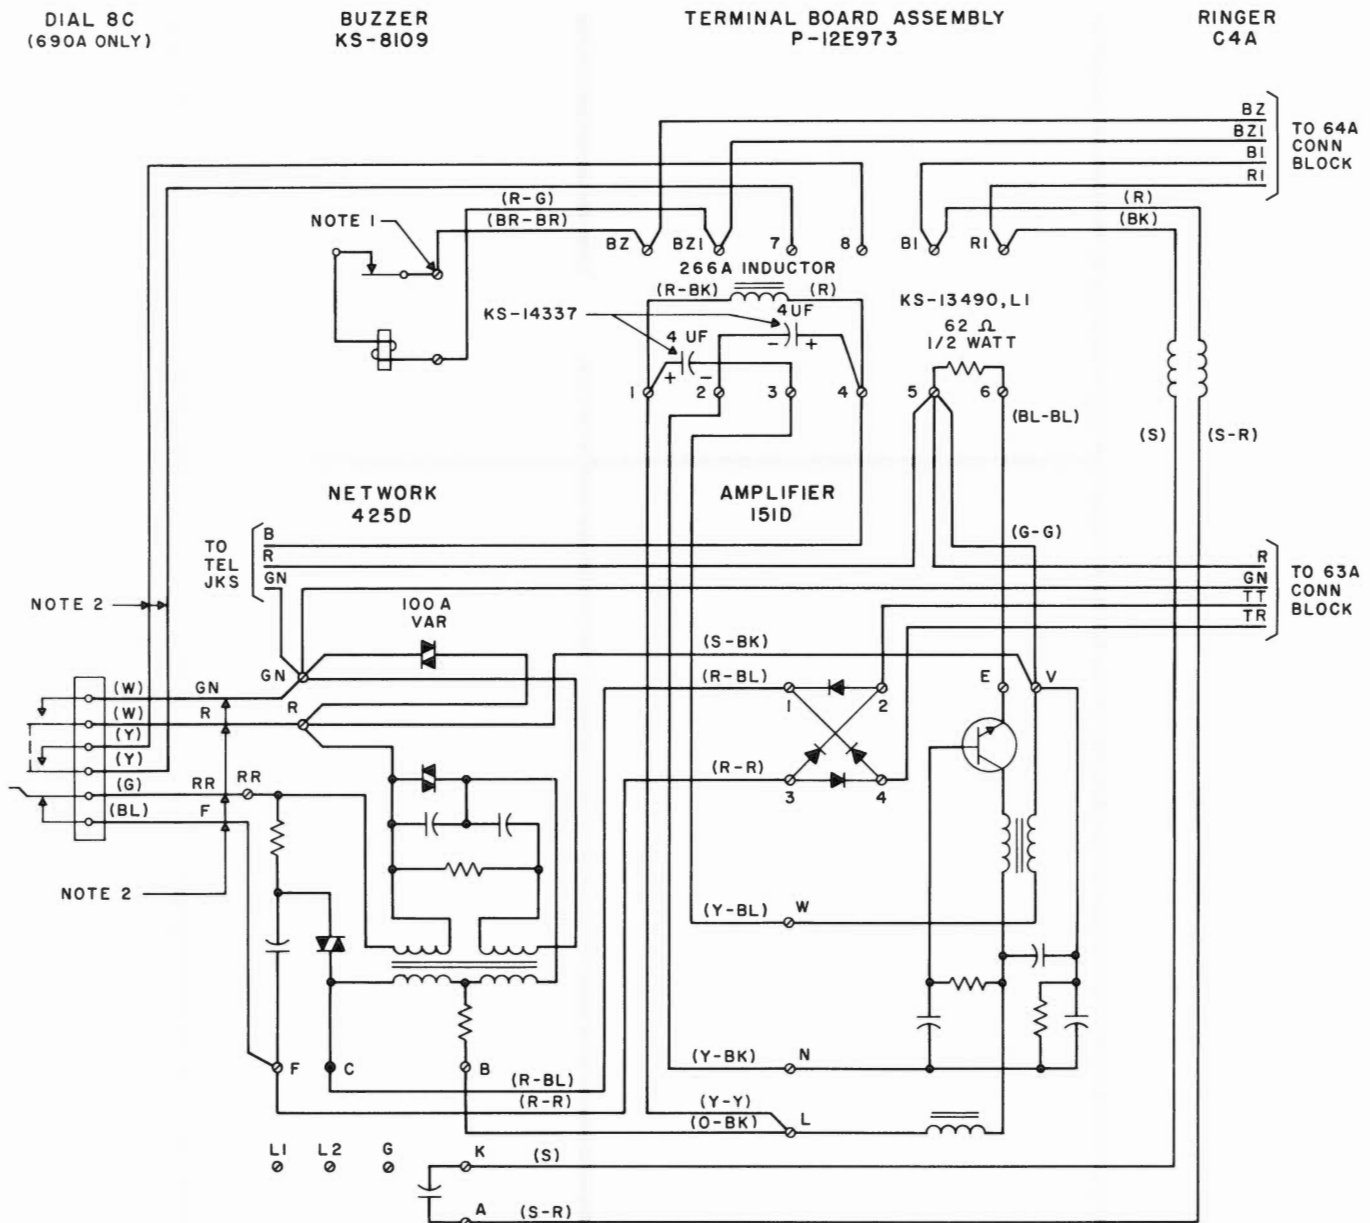 DIAL 8C
(690A ONLY)
BUZZER
KS-8109
TERMINAL BOARD ASSEMBLY
P-12E973
RINGER
C4A
BZ
BZ1
B1
R1
TO 64A
CONN
BLOCK
(R-G)
(BR-BR)
NOTE 1
(R)
(BK)
BZ
BZ1
7
8
B1
R1
266A INDUCTOR
(R-BK)
(R)
KS-14337
4 UF
4 UF
- +
+ -
KS-13490, L1
62 Ω
1/2 WATT
1
2
3
4
5
6
(BL-BL)
(S)
(S-R)
NETWORK
425D
AMPLIFIER
151D
TO
TEL
JKS
B
R
GN
(G-G)
R
GN
TT
TR
TO 63A
CONN
BLOCK
NOTE 2
100A
VAR
(S-BK)
GN
(R-BL)
1
2
E
V
(W)
GN
(W)
R
R
(Y)
(Y)
(R-R)
3
4
(G)
RR
RR
(BL)
F
NOTE 2
(Y-BL)
W
F
C
B
(Y-BK)
N
(R-BL)
(R-R)
(Y-Y)
(O-BK)
L
L1
L2
G
K
(S)
A
(S-R)